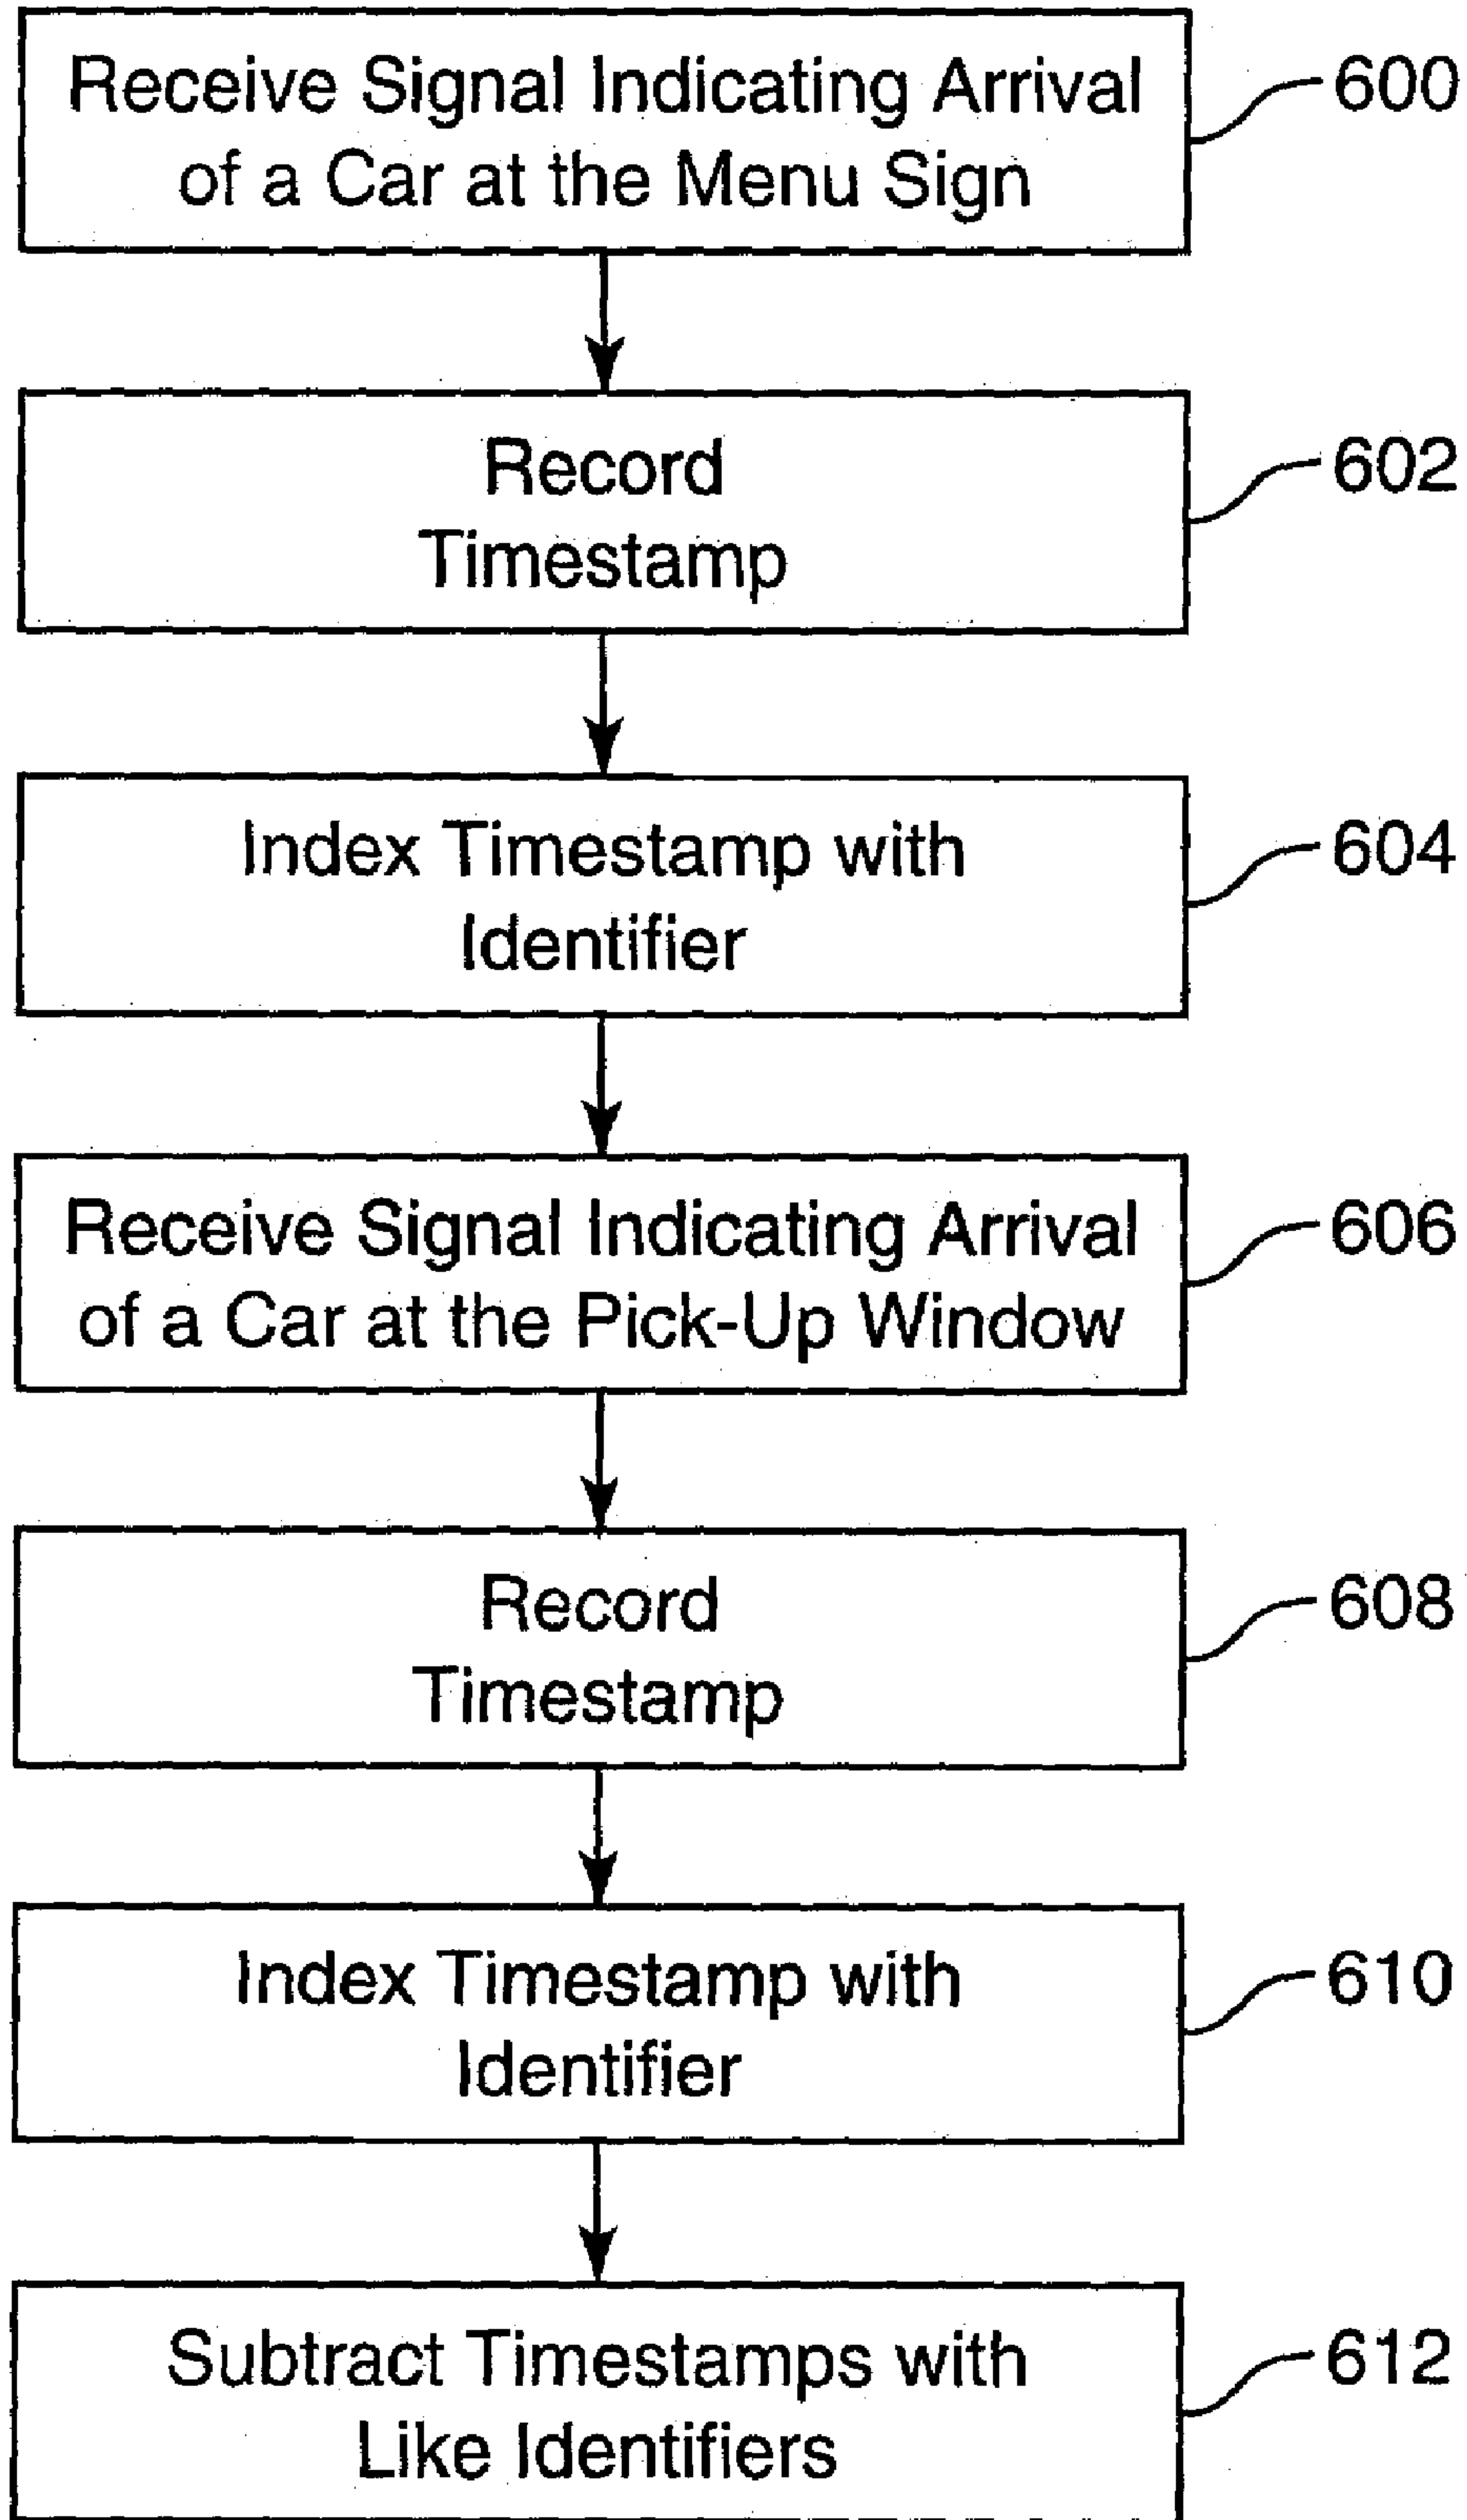 Receive Signal Indicating Arrival
of a Car at the Menu Sign
600
Record
Timestamp
602
Index Timestamp with
Identifier
604
Receive Signal Indicating Arrival
of a Car at the Pick-Up Window
606
Record
Timestamp
608
Index Timestamp with
Identifier
610
Subtract Timestamps with
Like Identifiers
612